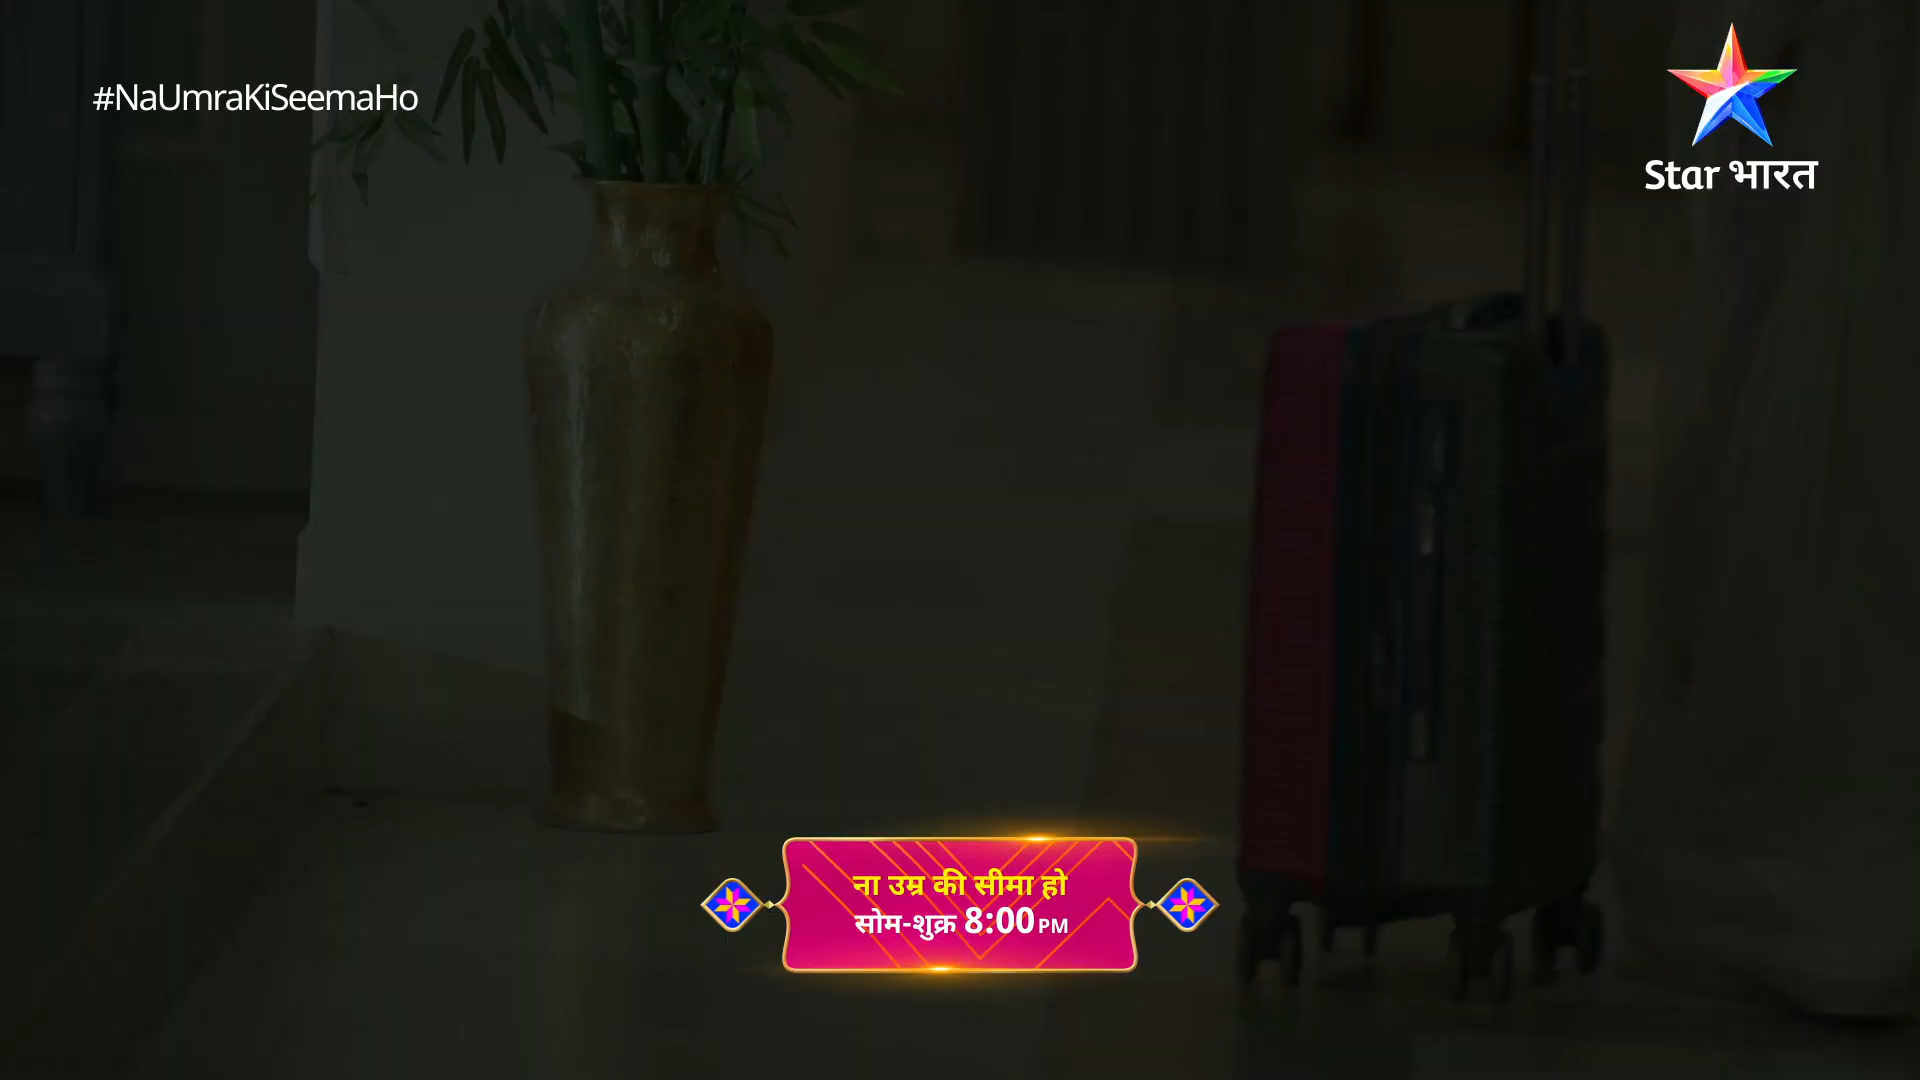 #NaUmraKiSeemaHo
Star भारत
ना उम्र की सीमा हो
सोम-शुक्र 8:00 PM